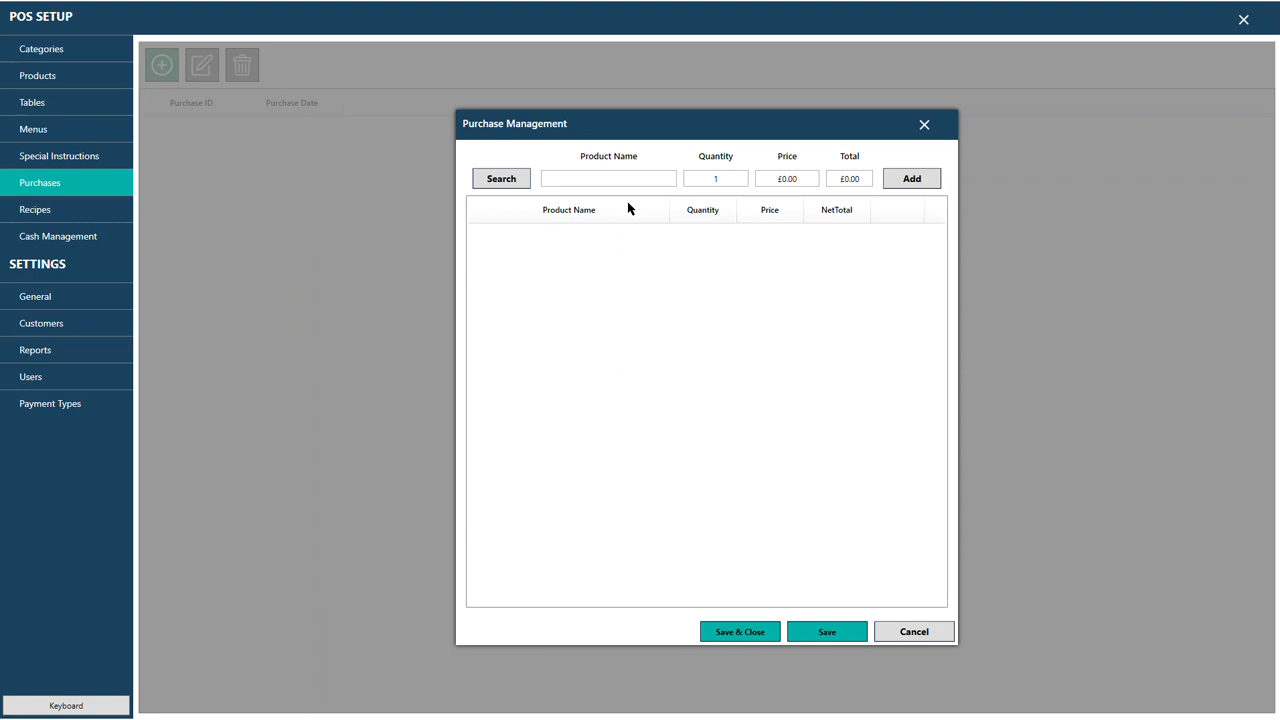 POS SETUP
Categories
Products
Tables
Menus
Special Instructions
Purchases
Recipes
Cash Management
SETTINGS
General
Customers
Reports
Users
Payment Types
Keyboard
Purchase ID Purchase Date
Purchase Management
Product Name Quantity Price Total
Search 1 £0.00 £0.00 Add
Product Name Quantity Price NetTotal
Save & Close Save Cancel